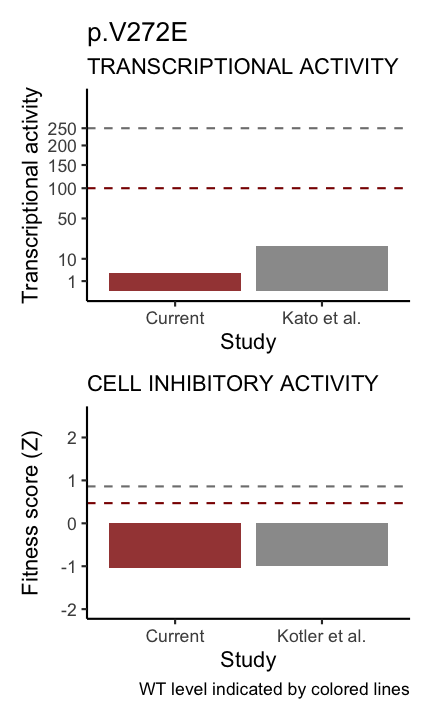 p.V272E
TRANSCRIPTIONAL ACTIVITY
Transcriptional activity
250
200
150
100
50
10
1
Current
Kato et al.
Study
CELL INHIBITORY ACTIVITY
Fitness score (Z)
2
1
0
-1
-2
Current
Kotler et al.
Study
WT level indicated by colored lines